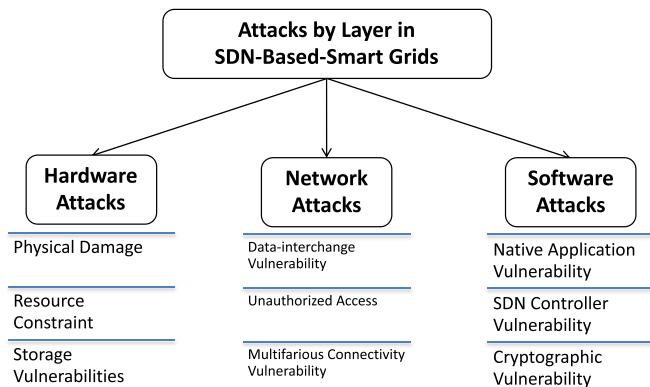 Attacks by Layer in
SDN-Based-Smart Grids
Hardware
Attacks
Physical Damage
Resource
Constraint
Storage
Vulnerabilities
Network
Attacks
Data-interchange
Vulnerability
Unauthorized Access
Multifarious Connectivity
Vulnerability
Software
Attacks
Native Application
Vulnerability
SDN Controller
Vulnerability
Cryptographic
Vulnerability